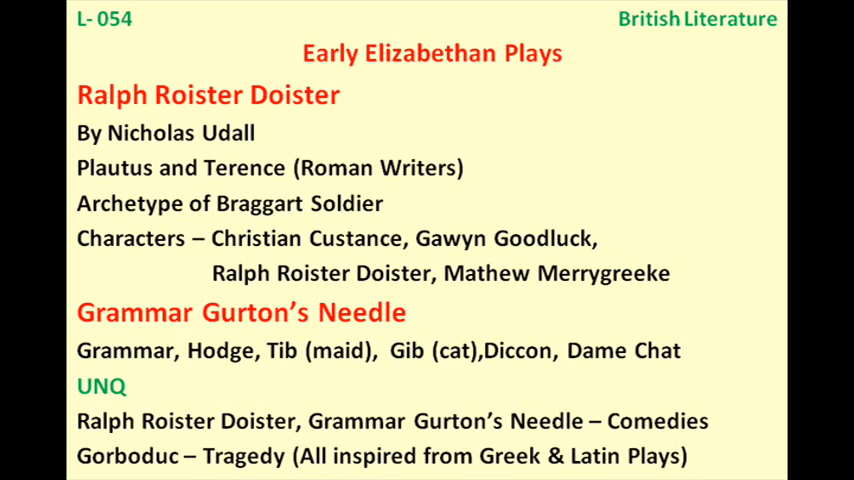 L- 054
British Literature
Early Elizabethan Plays
Ralph Roister Doister
By Nicholas Udall
Plautus and Terence (Roman Writers)
Archetype of Braggart Soldier
Characters – Christian Custance, Gawyn Goodluck,
Ralph Roister Doister, Mathew Merrygreeke
Grammar Gurton’s Needle
Grammar, Hodge, Tib (maid), Gib (cat),Diccon, Dame Chat
UNQ
Ralph Roister Doister, Grammar Gurton’s Needle – Comedies
Gorboduc – Tragedy (All inspired from Greek & Latin Plays)